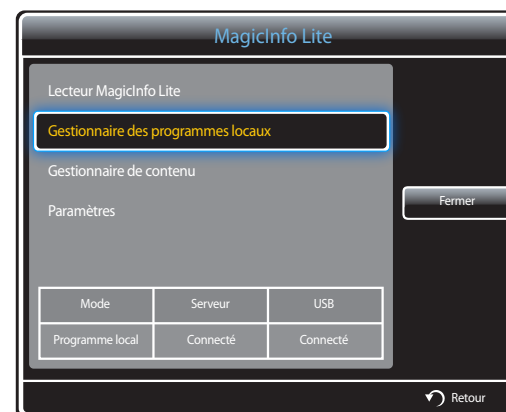 MagicInfo Lite
Lecteur MagicInfo Lite
Gestionnaire des programmes locaux
Gestionnaire de contenu
Paramètres
Fermer
Mode Serveur USB
Programme local Connecté Connecté
Retour